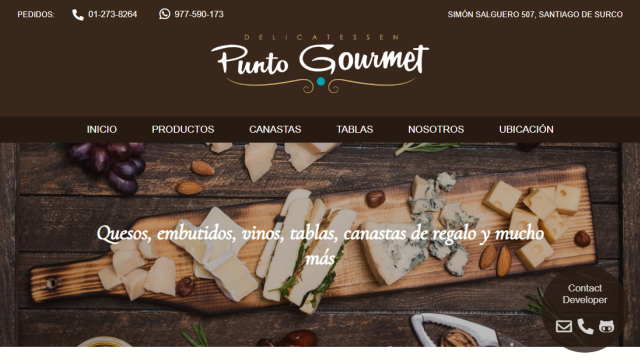 PEDIDOS: 01-273-8264 977-590-173 SIMÓN SALGUERO 507, SANTIAGO DE SURCO
DELICATESSEN
Punto Gourmet
INICIO PRODUCTOS CANASTAS TABLAS NOSOTROS UBICACIÓN
Quesos, embutidos, vinos, tablas, canastas de regalo y mucho
más
Contact
Developer